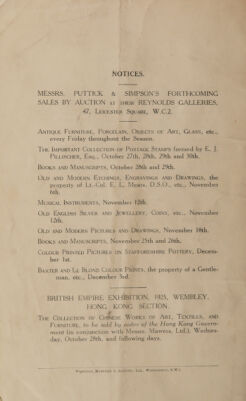 NOTICES.
MESSRS. PUTTICK & SIMPSON'S FORTHCOMING
SALES BY AUCTION AT THEIR REYNOLDS GALLERIES,
47, LEICESTER SQUARE, W.C.2.
ANTIQUE FURNITURE, PORCELAIN, OBJECTS OF ART, GLASS, etc.,
every Friday throughout the Season.
THE IMPORTANT COLLECTION OF POSTAGE STAMPS formed by E. J.
PILLISCHER, Esq., October 27th, 28th, 29th and 30th.
BOOKS AND MANUSCRIPTS, October 28th and 29th.
OLD AND MODERN ETCHINGS, ENGRAVINGS AND DRAWINGS, the
property of Lt.-Col. E. L. Mears, D.S.O., etc., November
6th.
MUSICAL INSTRUMENTS, November 12th.
OLD ENGLISH SILVER AND JEWELLERY, COINS, etc., November
12th.
OLD AND MODERN PICTURES AND DRAWINGS, November 18th.
BOOKS AND MANUSCRIPTS, November 25th and 26th.
COLOUR PRINTED PICTURES ON STAFFORDSHIRE POTTERY, Decem-
ber 1st.
BAXTER AND LE BLOND COLOUR PRINTS, the property of a Gentle-
man, etc., December 3rd.
BRITISH EMPIRE EXHIBITION, 1925, WEMBLEY,
HONG KONG SECTION.
THE COLLECTION OF CHINESE WORKS OF ART, TEXTILES, AND
FURNITURE, to be sold by order of the Hong Kong Govern-
ment (in conjunction with Messrs. Ltd.), Wednes-
day, October 28th, and following days.